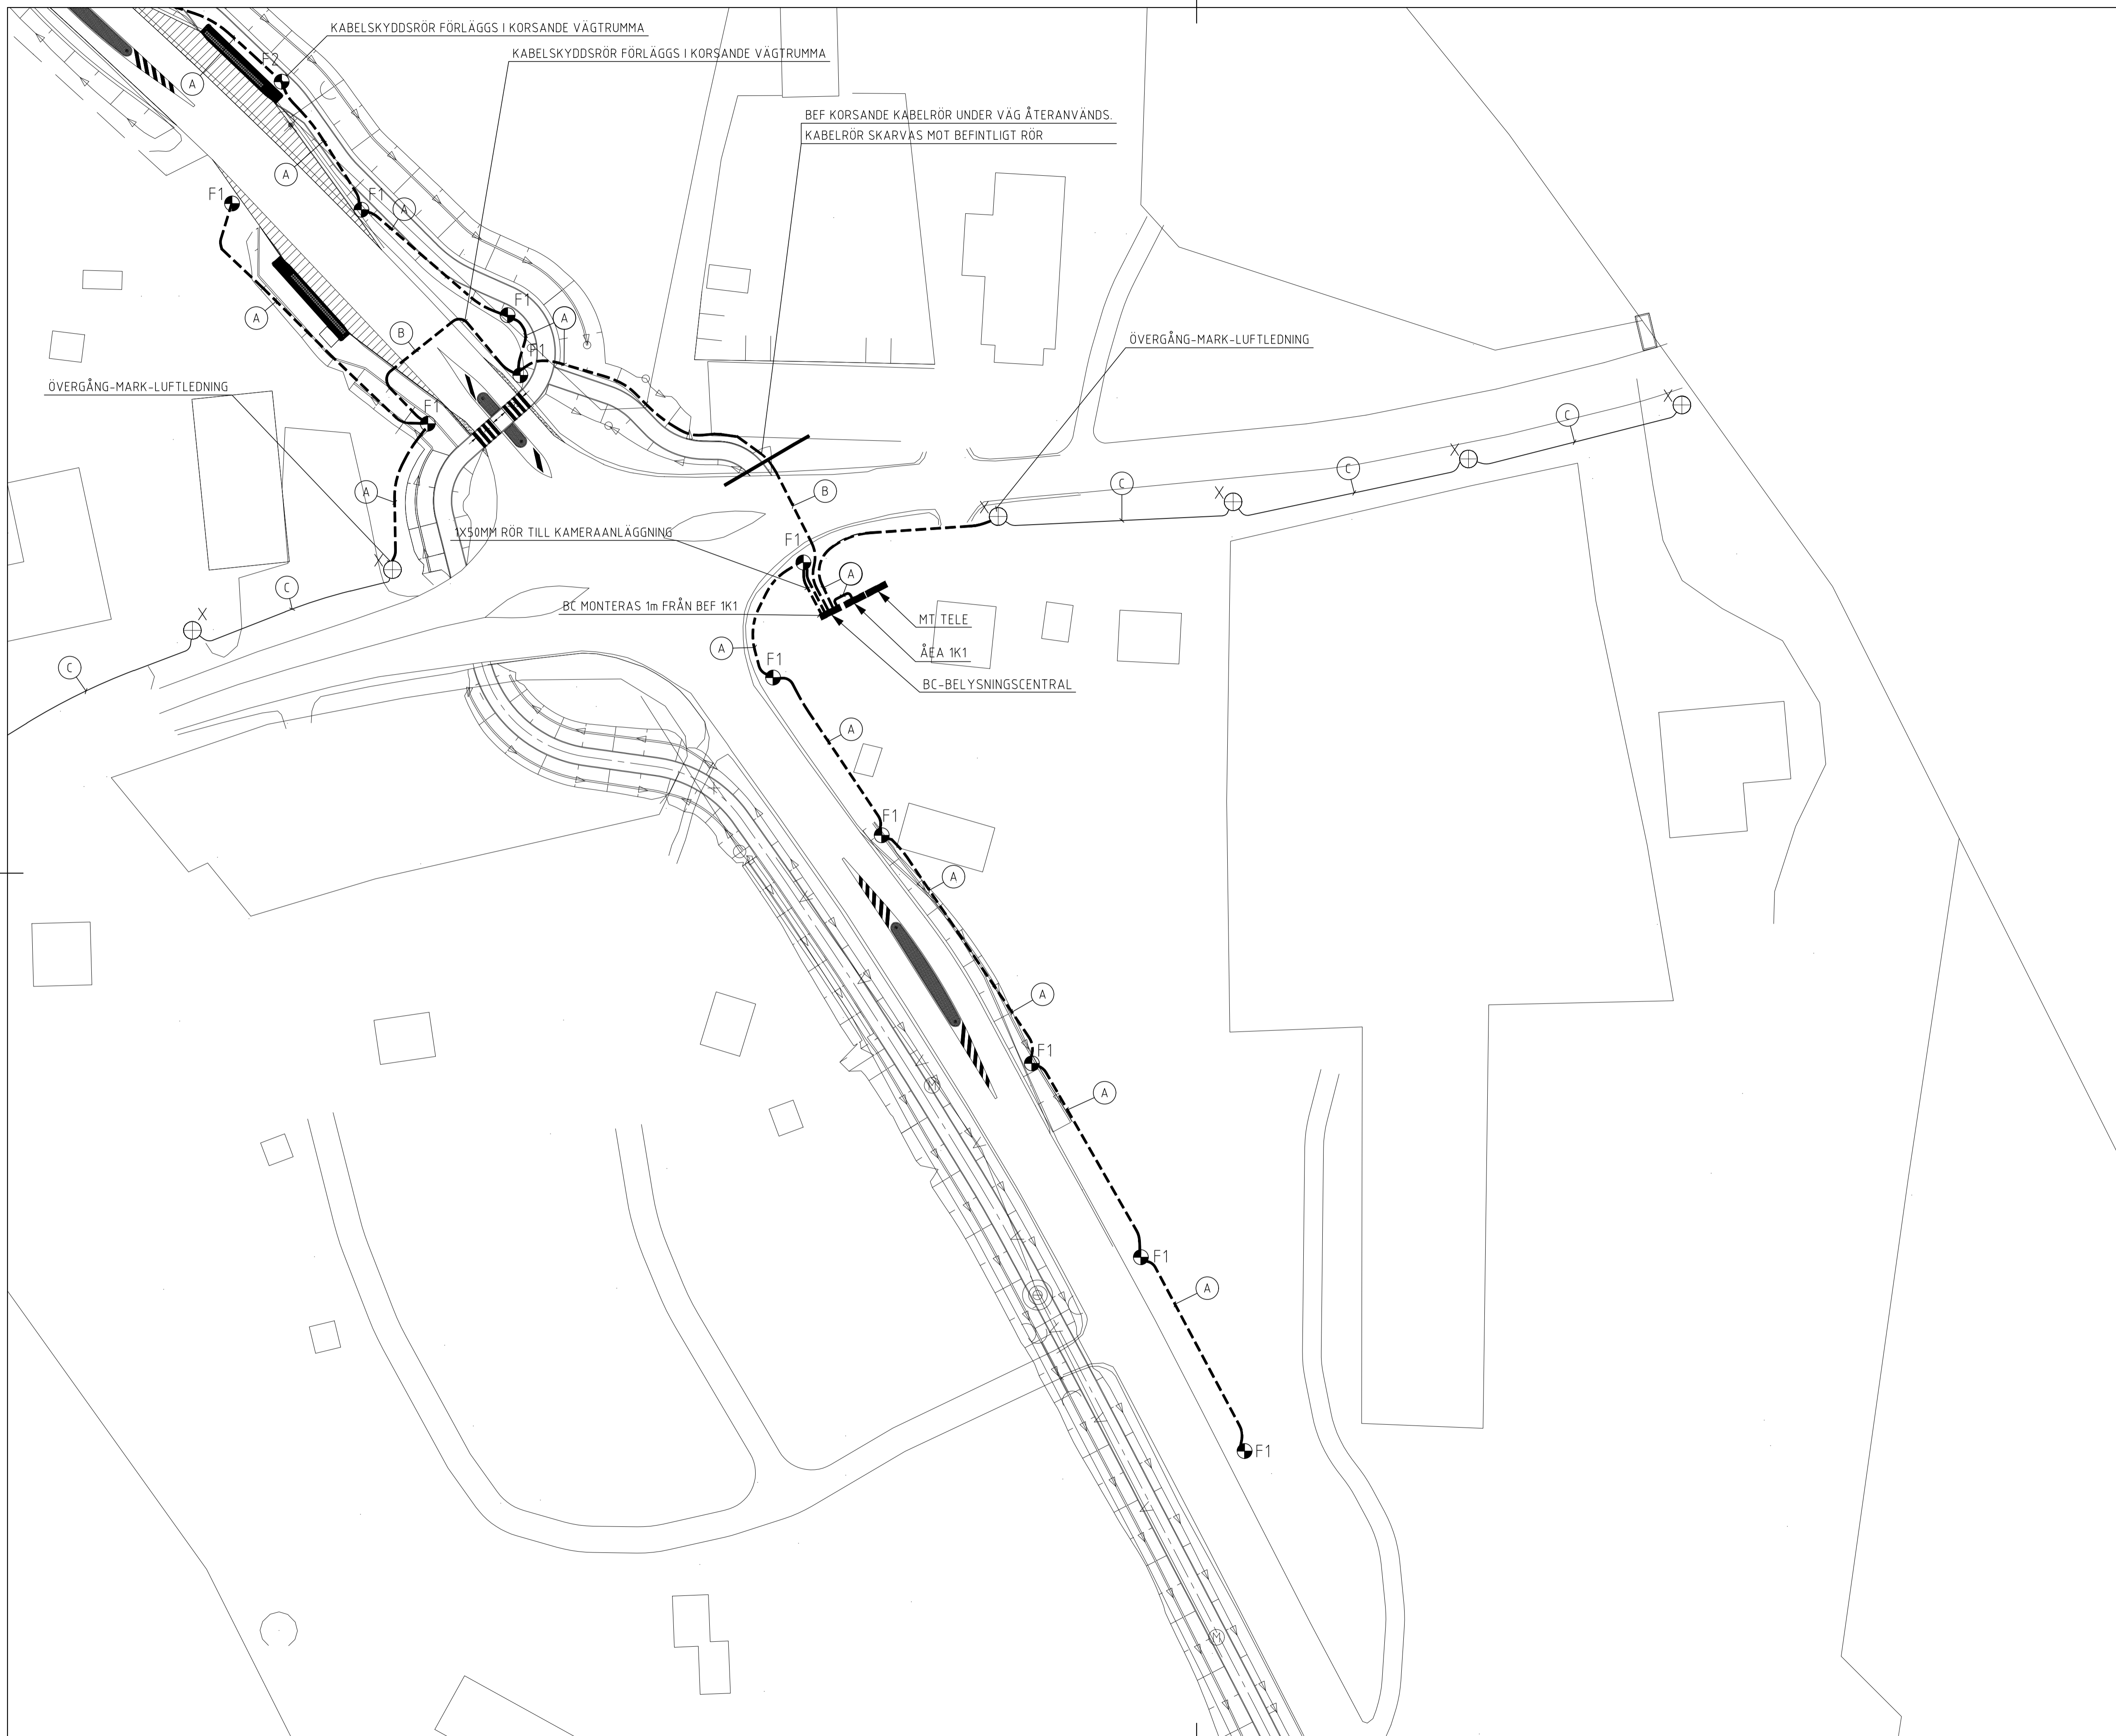 KABELSKYDDSRÖR FÖRLÄGGS I KORSANDE VÄGTRUMMA
KABELSKYDDSRÖR FÖRLÄGGS I KORSANDE VÄGTRUMMA
F2
A
BEF KORSANDE KABELRÖR UNDER VÄG ÅTERANVÄNDS.
KABELRÖR SKARVAS MOT BEFINTLIGT RÖR
A
F1
F1
A
F1
A
A
B
ÖVERGÅNG-MARK-LUFTLEDNING
F1
ÖVERGÅNG-MARK-LUFTLEDNING
X
F1
C
X
C
C
A
B
X
X
1X50MM RÖR TILL KAMERAANLÄGGNING
F1
X
A
C
BC MONTERAS 1m FRÅN BEF 1K1
X
MT TELE
A
ÅEA 1K1
F1
C
BC-BELYSNINGSCENTRAL
A
F1
A
A
F1
M
A
F1
A
F1
M